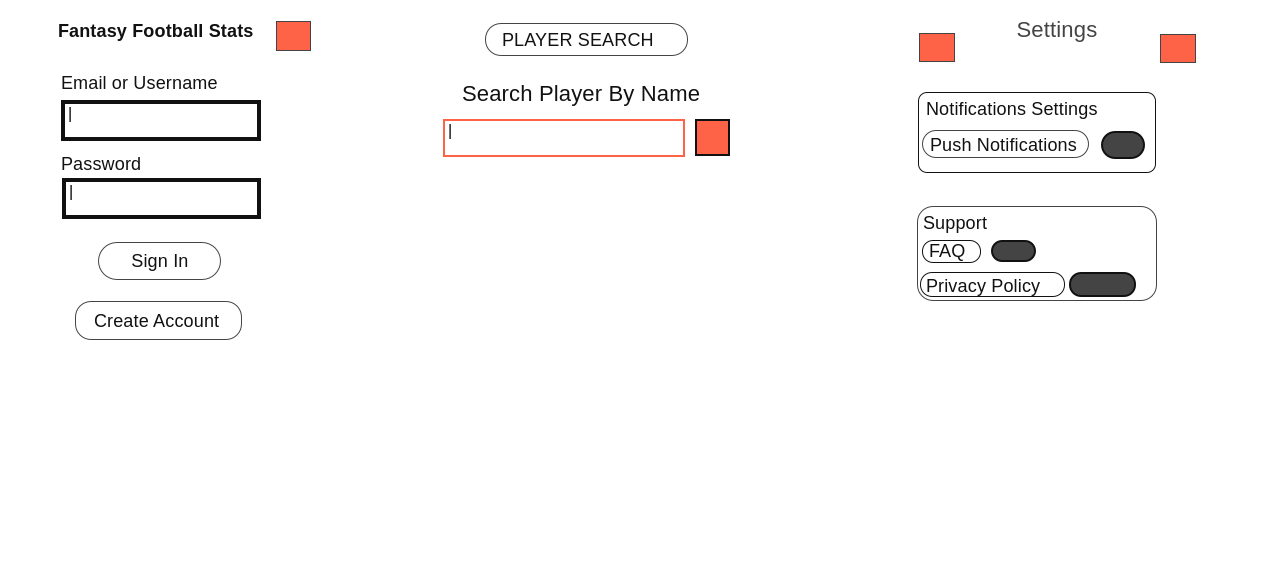 Fantasy Football Stats
Email or Username
Password
Sign In
Create Account
PLAYER SEARCH
Search Player By Name
Settings
Notifications Settings
Push Notifications
Support
FAQ
Privacy Policy